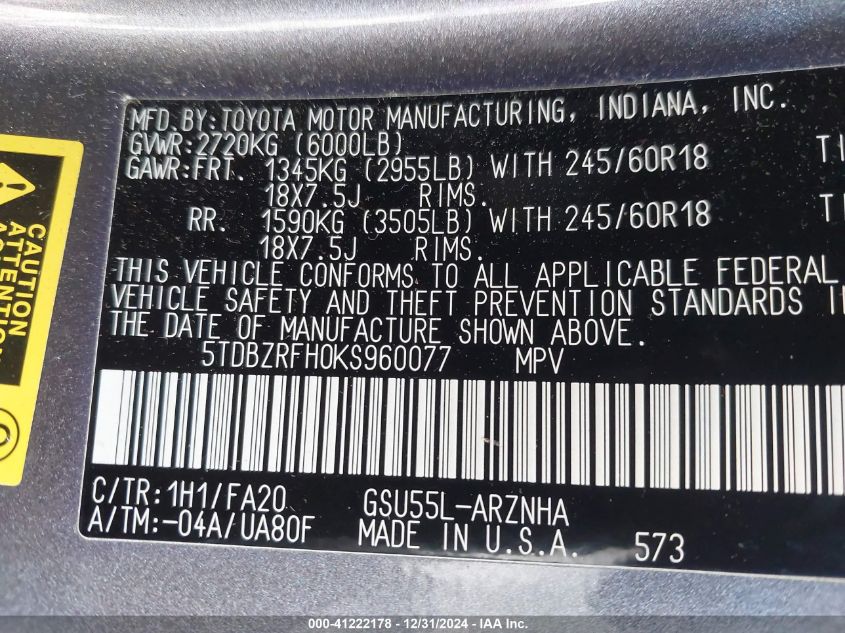 MFD.BY:TOYOTA MOTOR MANUFACTURING, INDIANA, INC.
GVWR:2720KG (6000LB)
GAWR:FRT. 1345KG (2955LB) WITH 245/60R18 TI
18X7.5J RIMS.
RR. 1590KG (3505LB) WITH 245/60R18 TI
18X7.5J RIMS.
THIS VEHICLE CONFORMS TO ALL APPLICABLE FEDERAL
VEHICLE SAFETY AND THEFT PREVENTION STANDARDS I
THE DATE OF MANUFACTURE SHOWN ABOVE.
5TDBZRFH0KS960077 MPV
C/TR:1H1/FA20 GSU55L-ARZNHA
A/TM:-04A/UA80F MADE IN U.S.A. 573
CAUTION
ATTENTION
000-41222178 - 12/31/2024 - IAA Inc.